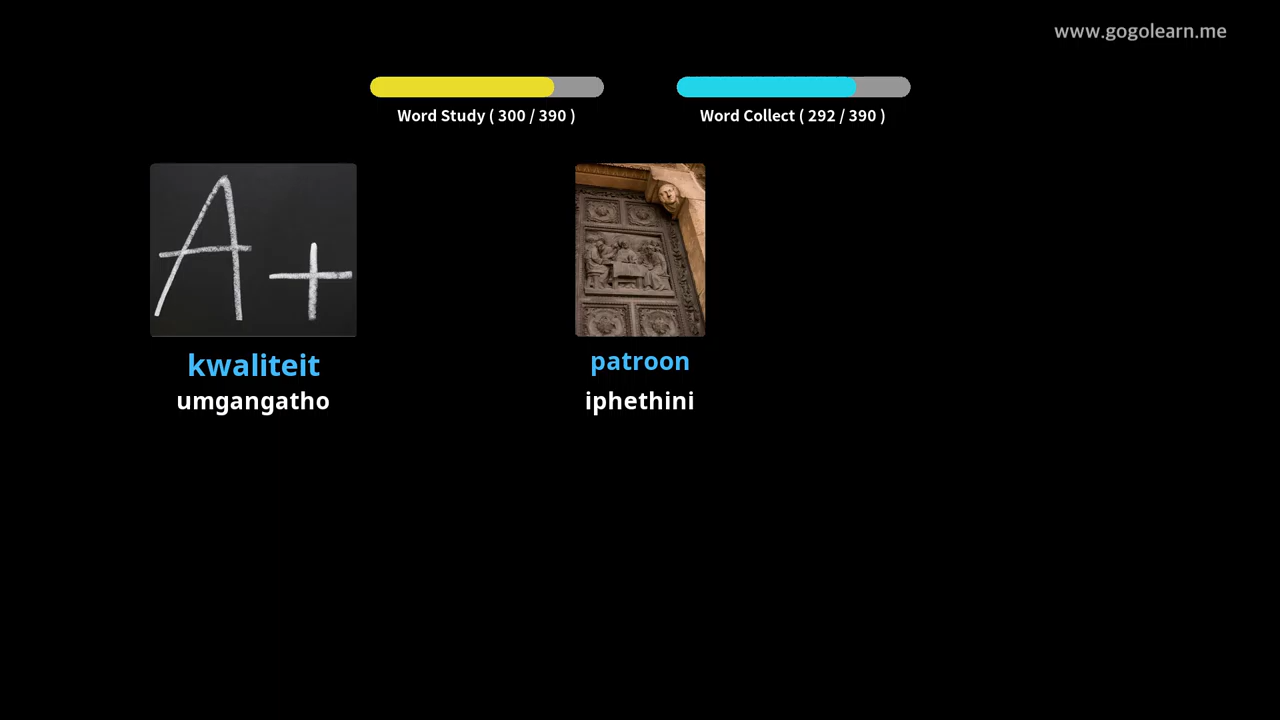 www.gogolearn.me
Word Study ( 300 / 390 )
Word Collect ( 292 / 390 )
A+
kwaliteit
umgangatho
patroon
iphethini